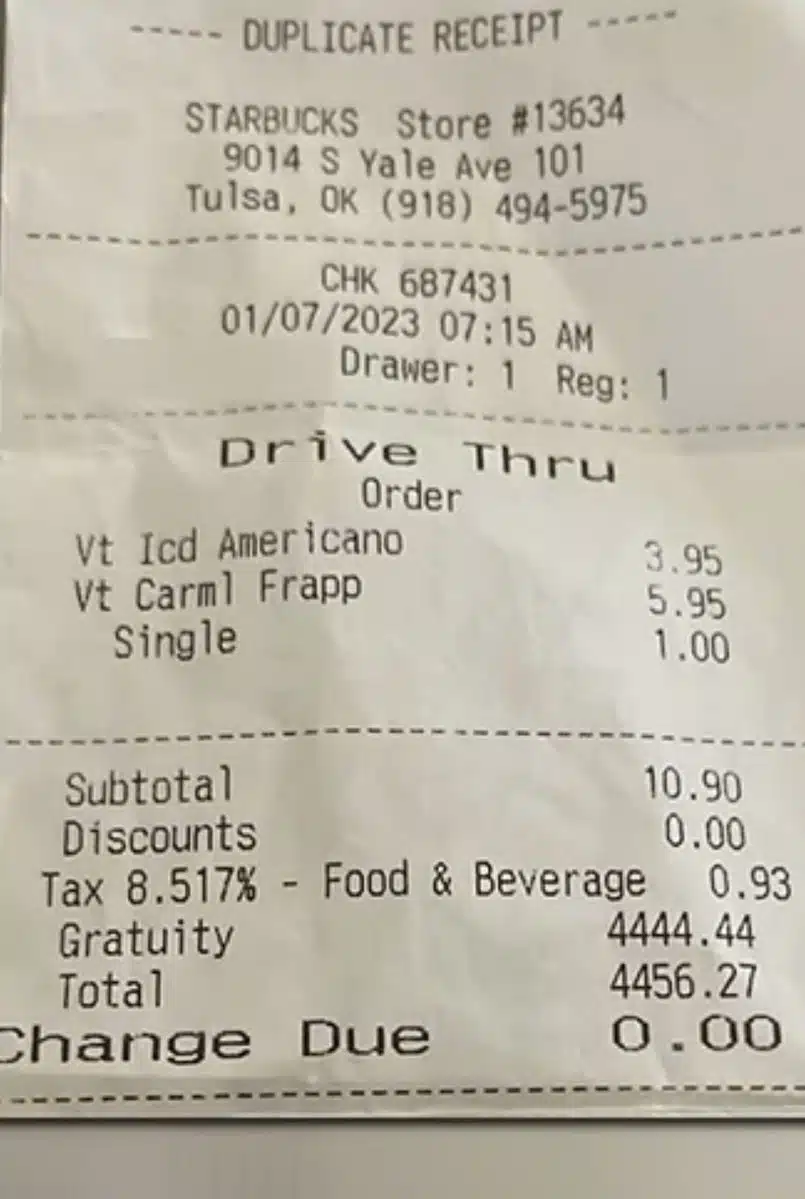 ----- DUPLICATE RECEIPT -----
STARBUCKS Store #13634
9014 S Yale Ave 101
Tulsa, OK (918) 494-5975
CHK 687431
01/07/2023 07:15 AM
Drawer: 1 Reg: 1
Drive Thru
Order
Vt Icd Americano 3.95
Vt Carml Frapp 5.95
Single 1.00
Subtotal 10.90
Discounts 0.00
Tax 8.517% - Food & Beverage 0.93
Gratuity 4444.44
Total 4456.27
Change Due 0.00